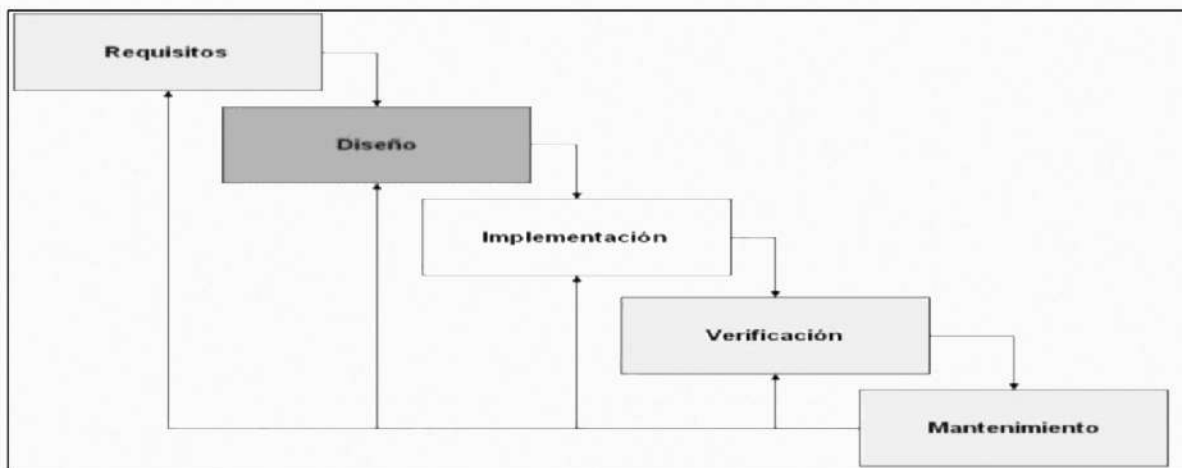 Requisitos
Diseño
Implementación
Verificación
Mantenimiento